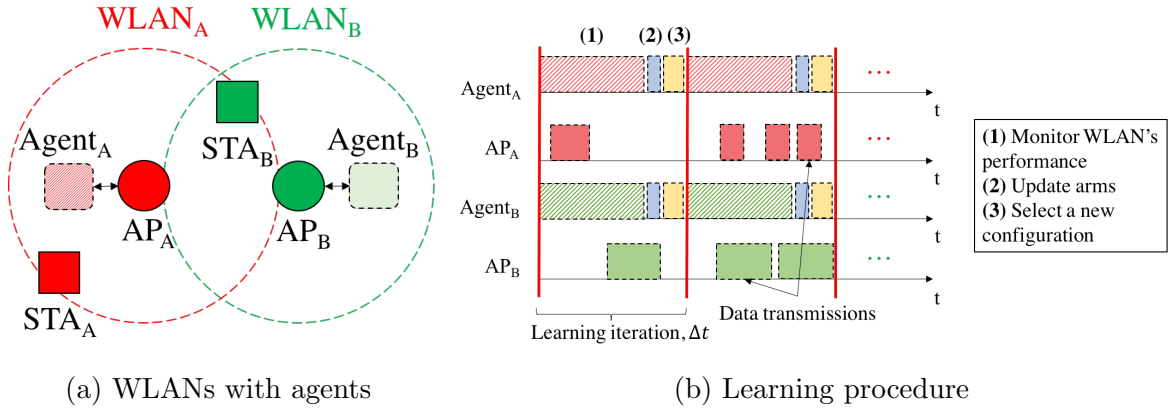 WLAN_A WLAN_B
Agent_A
STA_B
Agent_B
AP_A
AP_B
STA_A
(a) WLANs with agents
(1) (2) (3)
Agent_A
...
t
AP_A
...
t
Agent_B
...
t
AP_B
...
t
Learning iteration, Δt
Data transmissions
(1) Monitor WLAN's
performance
(2) Update arms
(3) Select a new
configuration
(b) Learning procedure